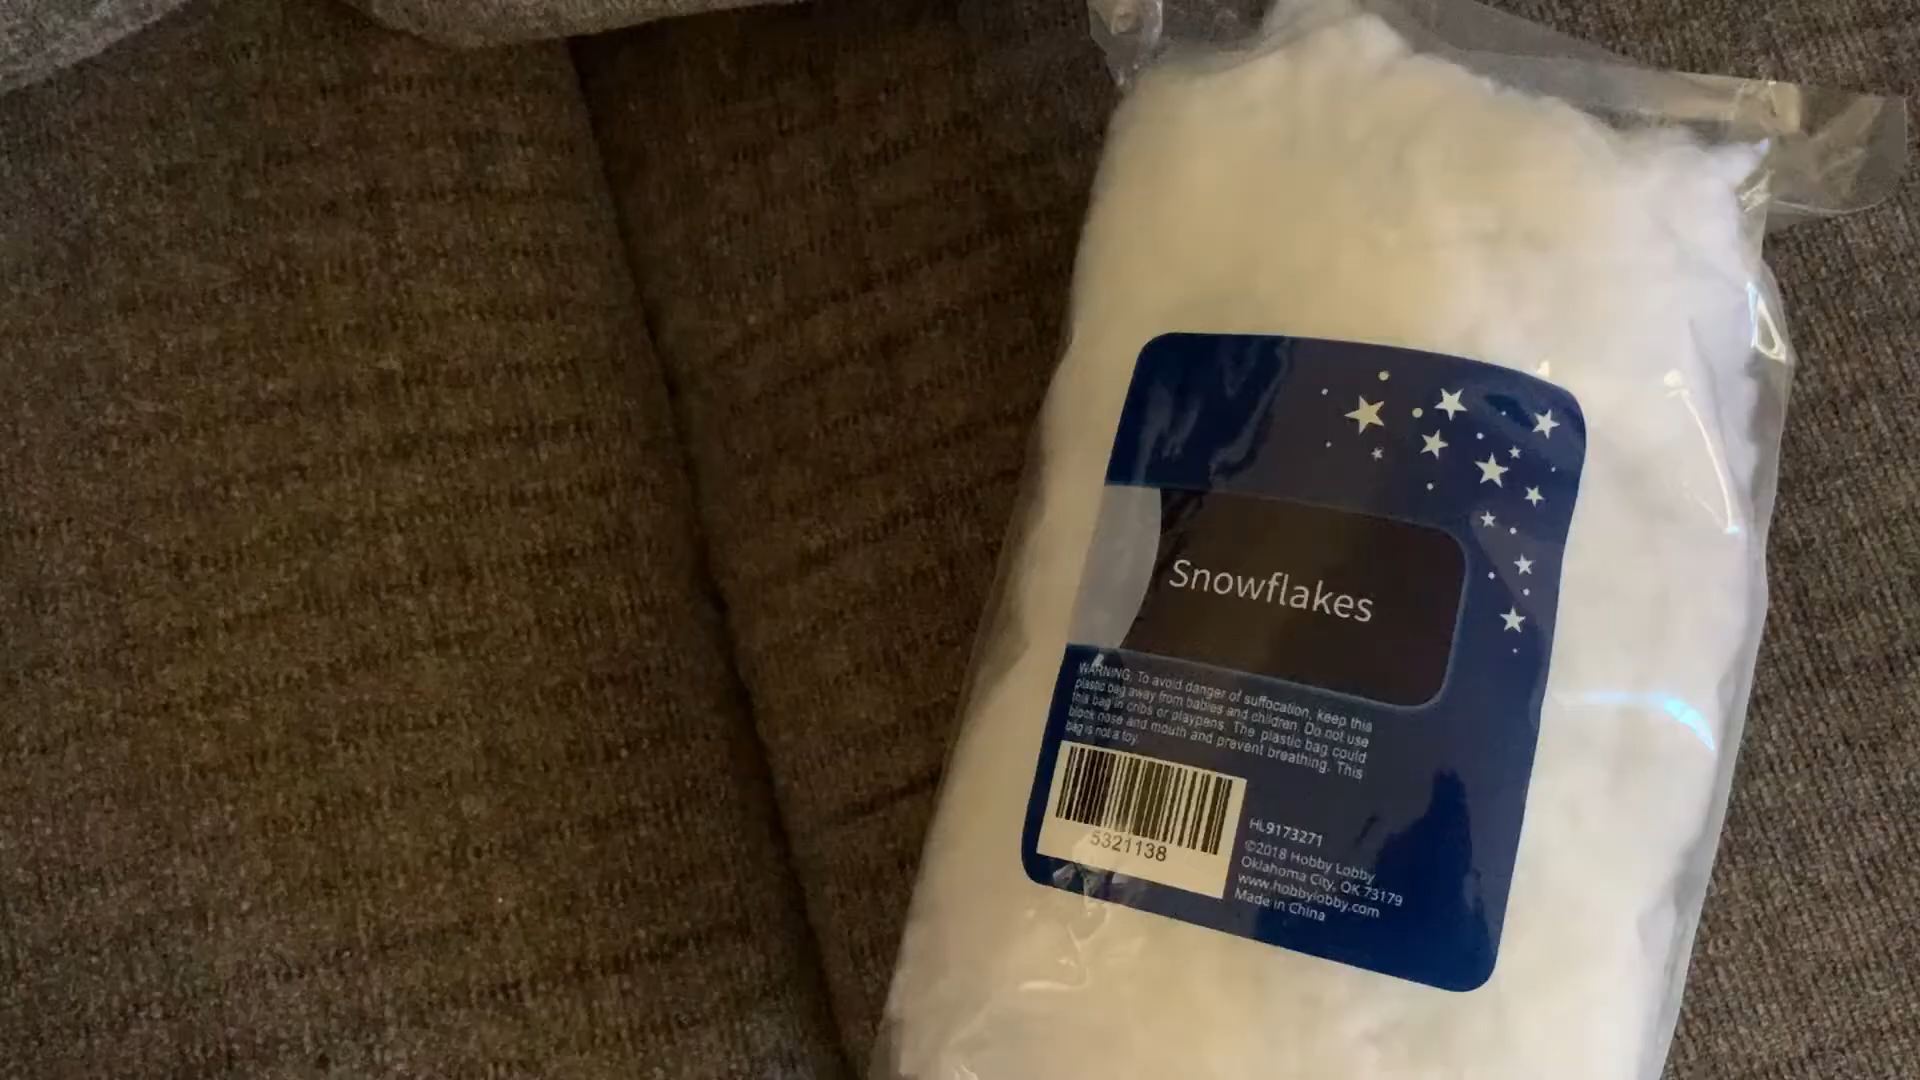 Snowflakes
WARNING: To avoid danger of suffocation, keep this
plastic bag away from babies and children. Do not use
this bag in cribs or playpens. The plastic bag could
block nose and mouth and prevent breathing. This
bag is not a toy.
5321138
HL9173271
©2018 Hobby Lobby
Oklahoma City, OK 73179
www.hobbylobby.com
Made in China